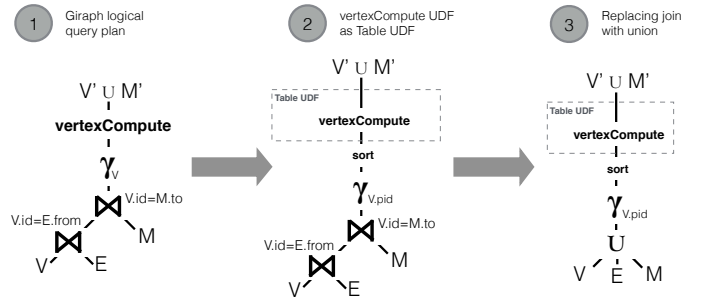 1 Giraph logical
query plan
V' U M'
vertexCompute
γV
V.id=M.to
V.id=E.from
M
V E
2 vertexCompute UDF
as Table UDF
V' U M'
Table UDF
vertexCompute
sort
γV.pid
V.id=M.to
V.id=E.from
M
V E
3 Replacing join
with union
V' U M'
Table UDF
vertexCompute
sort
γV.pid
U
V E M